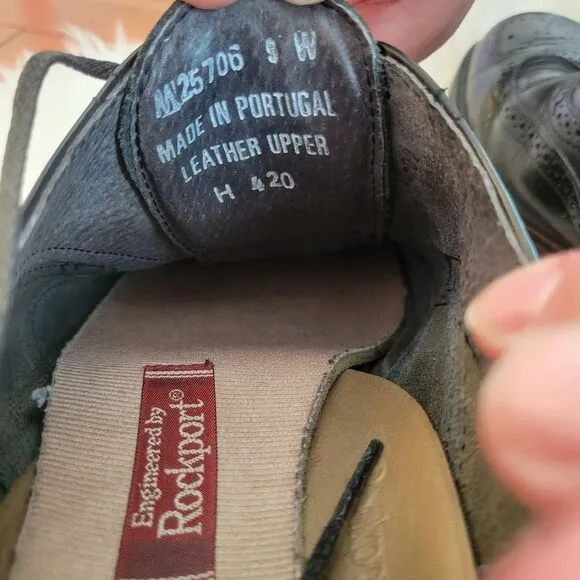 M25706 9 W
MADE IN PORTUGAL
LEATHER UPPER
H 420
Engineered by
Rockport®